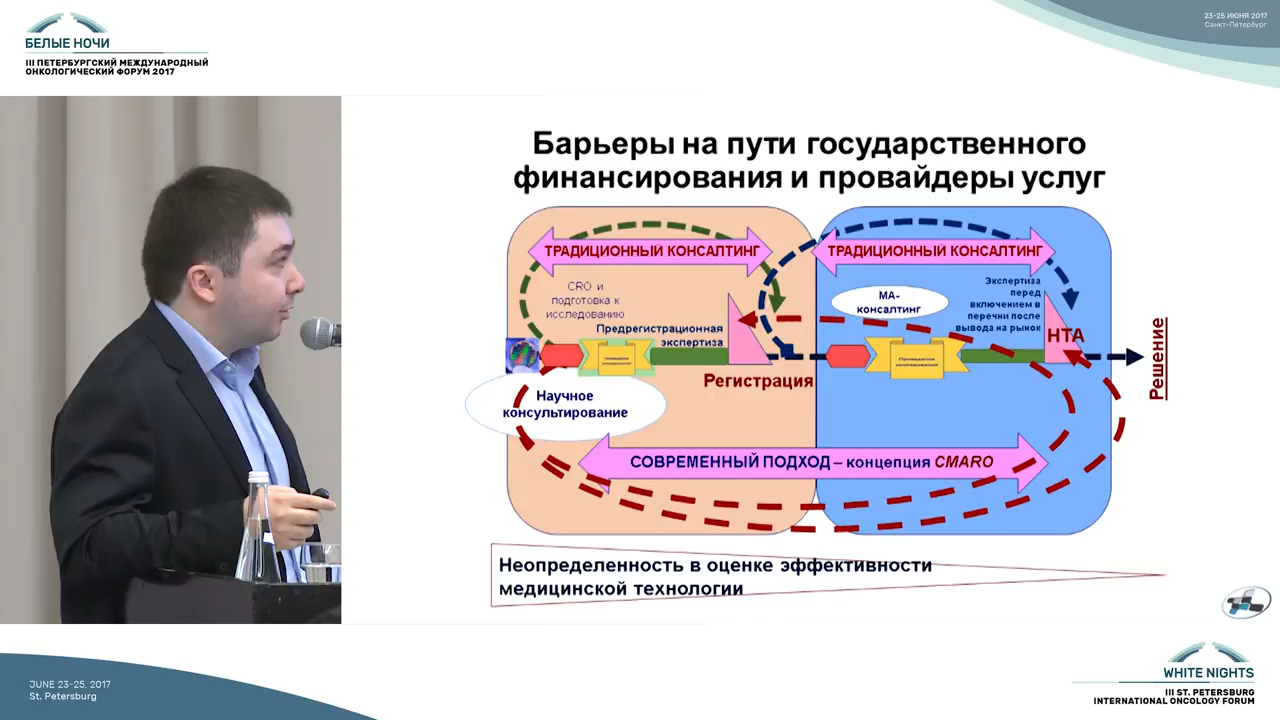 БЕЛЫЕ НОЧИ
III ПЕТЕРБУРГСКИЙ МЕЖДУНАРОДНЫЙ
ОНКОЛОГИЧЕСКИЙ ФОРУМ 2017
23-25 ИЮНЯ 2017
Санкт-Петербург
Барьеры на пути государственного
финансирования и провайдеры услуг
ТРАДИЦИОННЫЙ КОНСАЛТИНГ
ТРАДИЦИОННЫЙ КОНСАЛТИНГ
CRO и
подготовка к
исследованию
Предрегистрационная
экспертиза
МА-
консалтинг
Экспертиза
перед
включением в
перечни после
вывода на рынок
НТА
Регистрация
Решение
Научное
консультирование
СОВРЕМЕННЫЙ ПОДХОД – концепция CMARO
Неопределенность в оценке эффективности
медицинской технологии
JUNE 23-25, 2017
St. Petersburg
WHITE NIGHTS
III ST. PETERSBURG
INTERNATIONAL ONCOLOGY FORUM